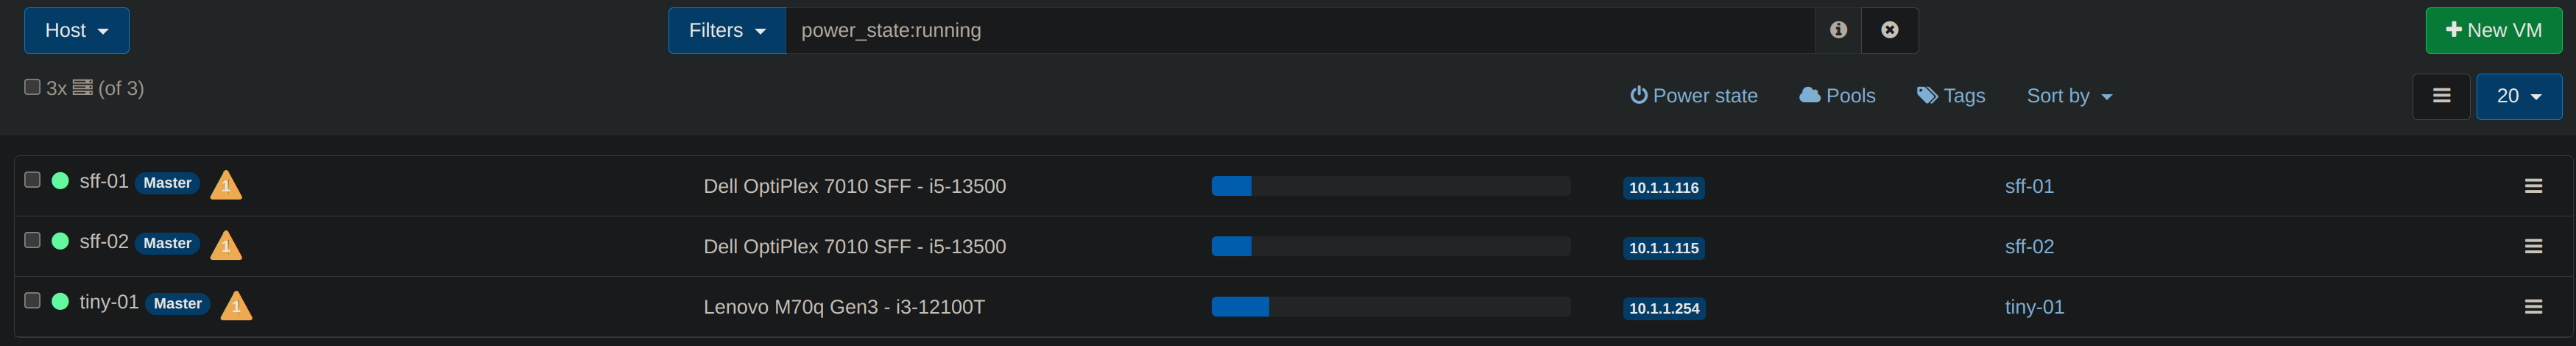 Host Filters power_state:running New VM
3x (of 3) Power state Pools Tags Sort by 20
sff-01 Master 1 Dell OptiPlex 7010 SFF - i5-13500 10.1.1.116 sff-01
sff-02 Master 1 Dell OptiPlex 7010 SFF - i5-13500 10.1.1.115 sff-02
tiny-01 Master 1 Lenovo M70q Gen3 - i3-12100T 10.1.1.254 tiny-01